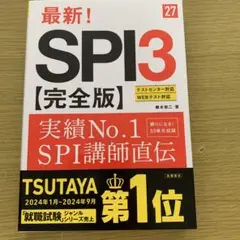 '27
最新!
SPI3
【完全版】
テストセンター対応
WEBテスト対応
実績No.1
SPI講師直伝
TSUTAYA
第1位
2024年1月~2024年9月
「就職試験」ジャンル
シリーズ売上